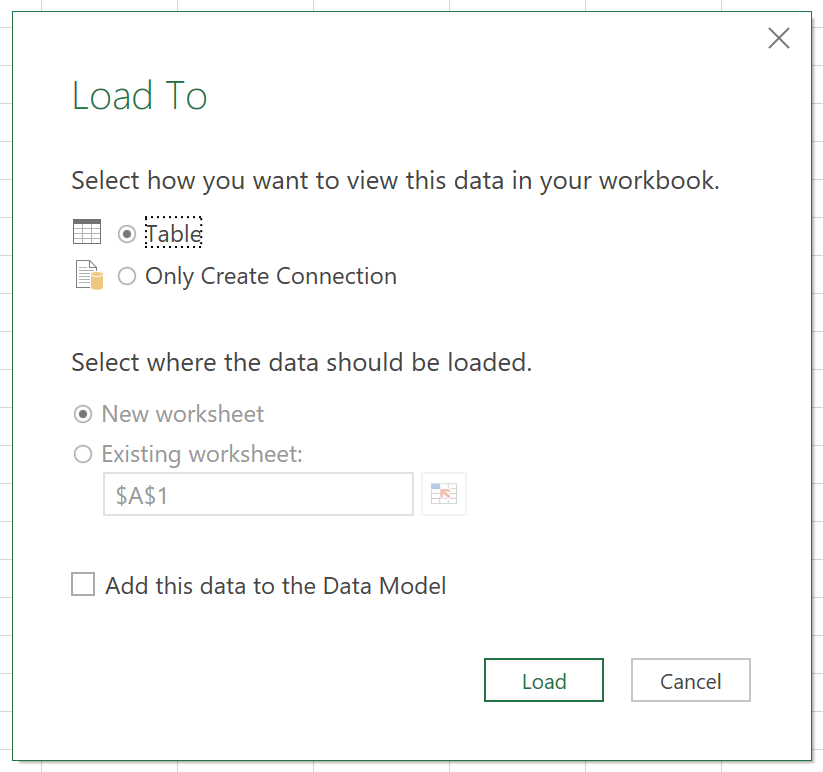 Load To
Select how you want to view this data in your workbook.
Table
Only Create Connection
Select where the data should be loaded.
New worksheet
Existing worksheet:
$A$1
Add this data to the Data Model
Load Cancel